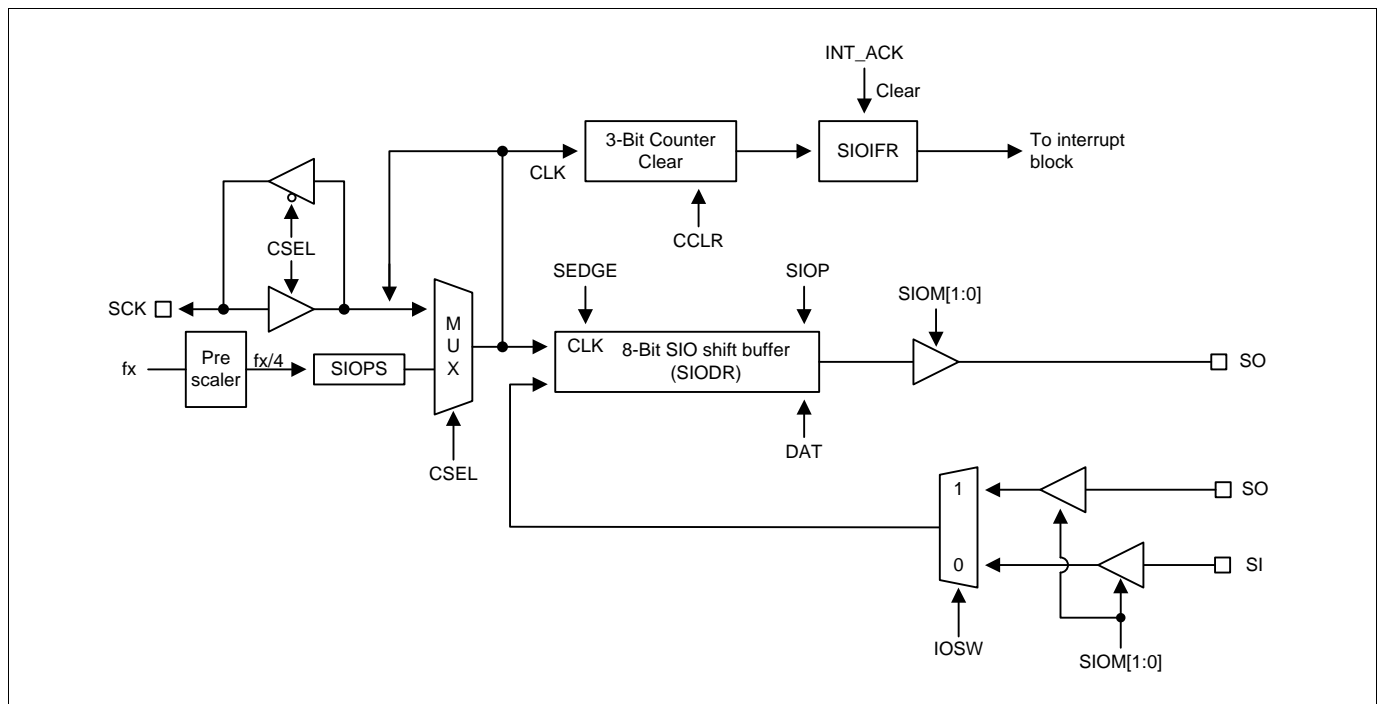 INT_ACK
Clear
3-Bit Counter
Clear
SIOIFR
To interrupt
block
CLK
CCLR
CSEL
SEDGE
SIOP
SIOM[1:0]
SCK
M
U
X
CLK
8-Bit SIO shift buffer
(SIODR)
SO
fx
Pre
scaler
fx/4
SIOPS
CSEL
DAT
1
SO
0
SI
IOSW
SIOM[1:0]